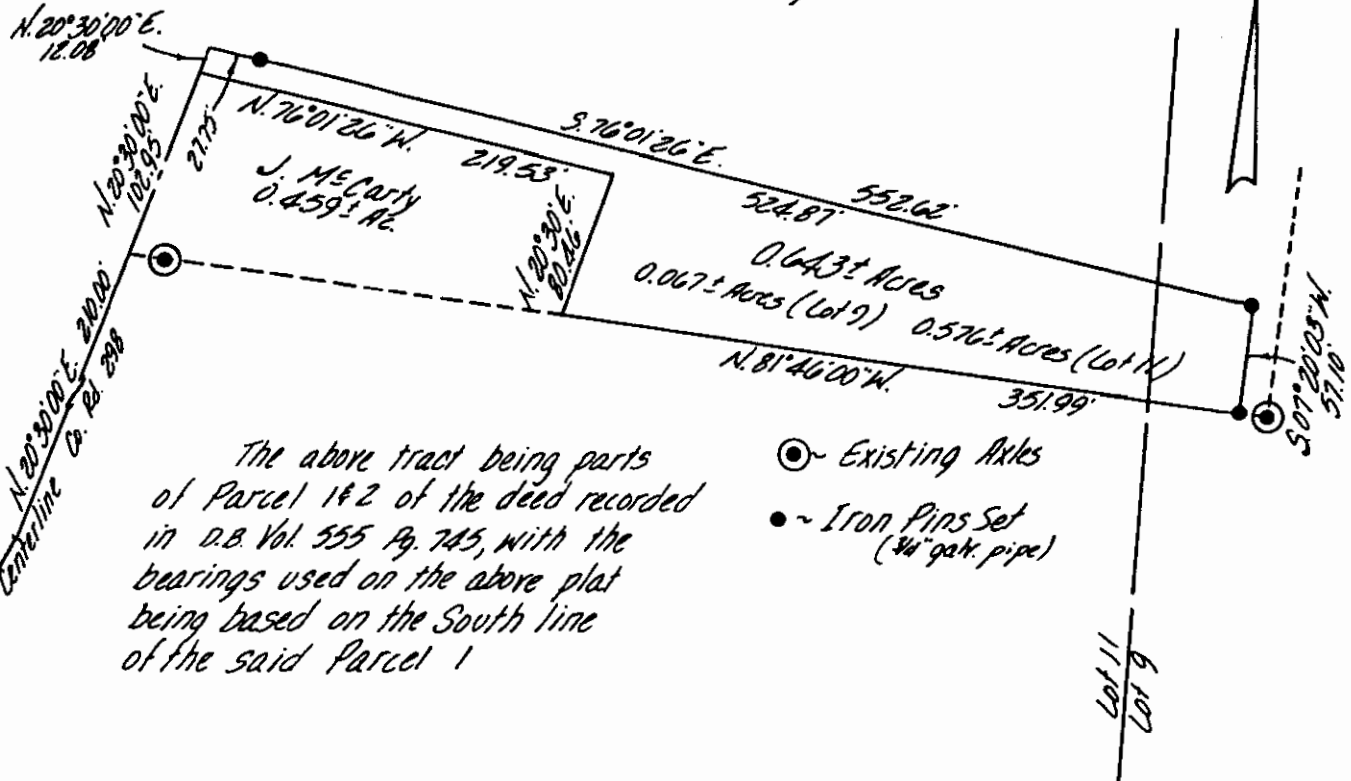 N. 20°30'00" E.
12.08'
N. 20°30'00" E.
102.95'
27.75'
N. 76°01'26" W.
219.53'
S. 76°01'26" E.
552.62'
524.87'
J. McCarty
0.459± Ac.
N. 20°30' E.
80.46'
0.643± Acres
0.067± Acres (Lot 9) 0.576± Acres (Lot 11)
N. 81°46'00" W.
351.99'
S. 07°20'03" W.
57.10'
N. 20°30'00" E. 210.00'
Centerline Co. Rd. 298
The above tract being parts
of Parcel 1&2 of the deed recorded
in D.B. Vol. 555 Pg. 745, with the
bearings used on the above plat
being based on the South line
of the said Parcel 1
~ Existing Axles
~ Iron Pins Set
(3/4" galv. pipe)
Lot 11
Lot 9